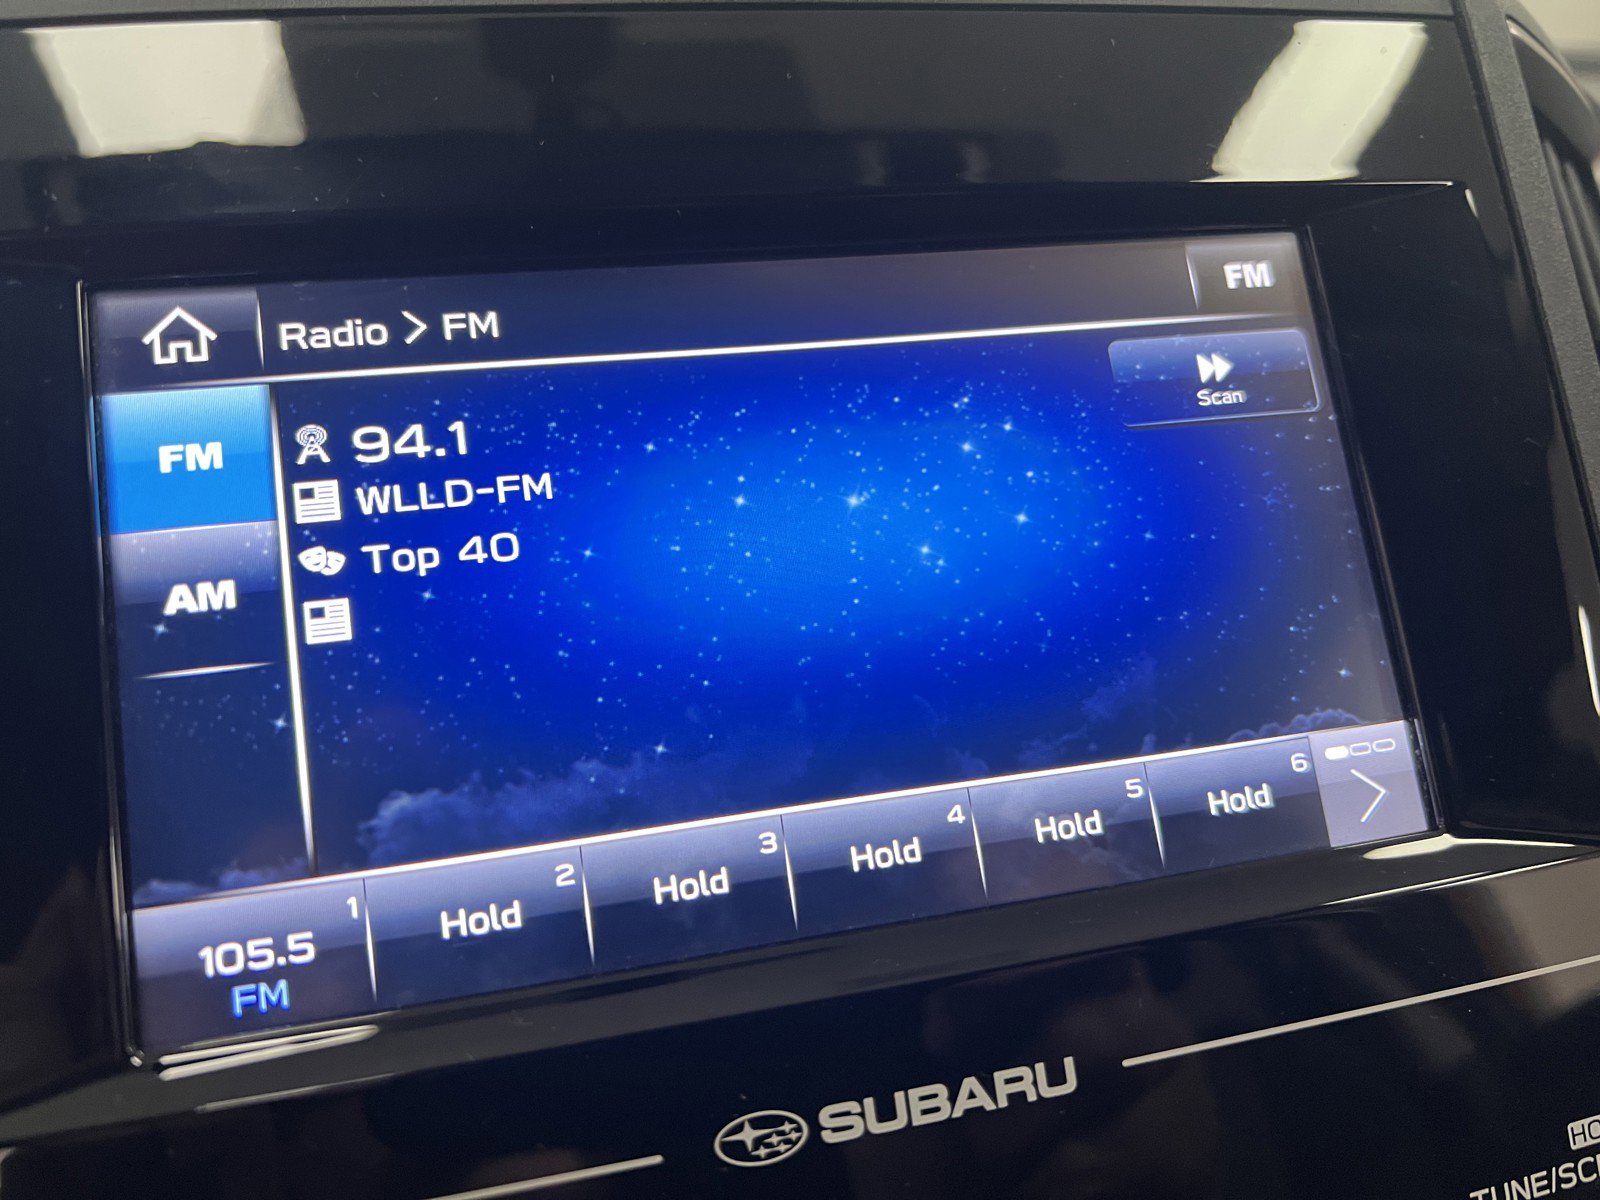 Radio > FM
FM
Scan
FM
94.1
WLLD-FM
Top 40
AM
1
105.5
FM
2
Hold
3
Hold
4
Hold
5
Hold
6
Hold
SUBARU